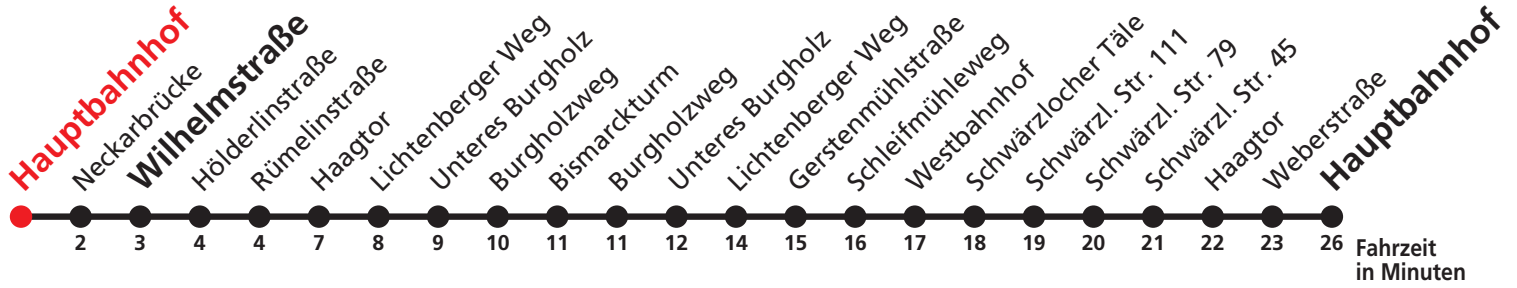 Hauptbahnhof
Neckarbrücke
Wilhelmstraße
Hölderlinstraße
Rümelinstraße
Haagtor
Lichtenberger Weg
Unteres Burgholz
Burgholzweg
Bismarckturm
Burgholzweg
Unteres Burgholz
Lichtenberger Weg
Gerstenmühlstraße
Schleifmühleweg
Westbahnhof
Schwärzlocher Täle
Schwärzl. Str. 111
Schwärzl. Str. 79
Schwärzl. Str. 45
Haagtor
Weberstraße
Hauptbahnhof
2 3 4 4 7 8 9 10 11 11 12 14 15 16 17 18 19 20 21 22 23 26
Fahrzeit
in Minuten